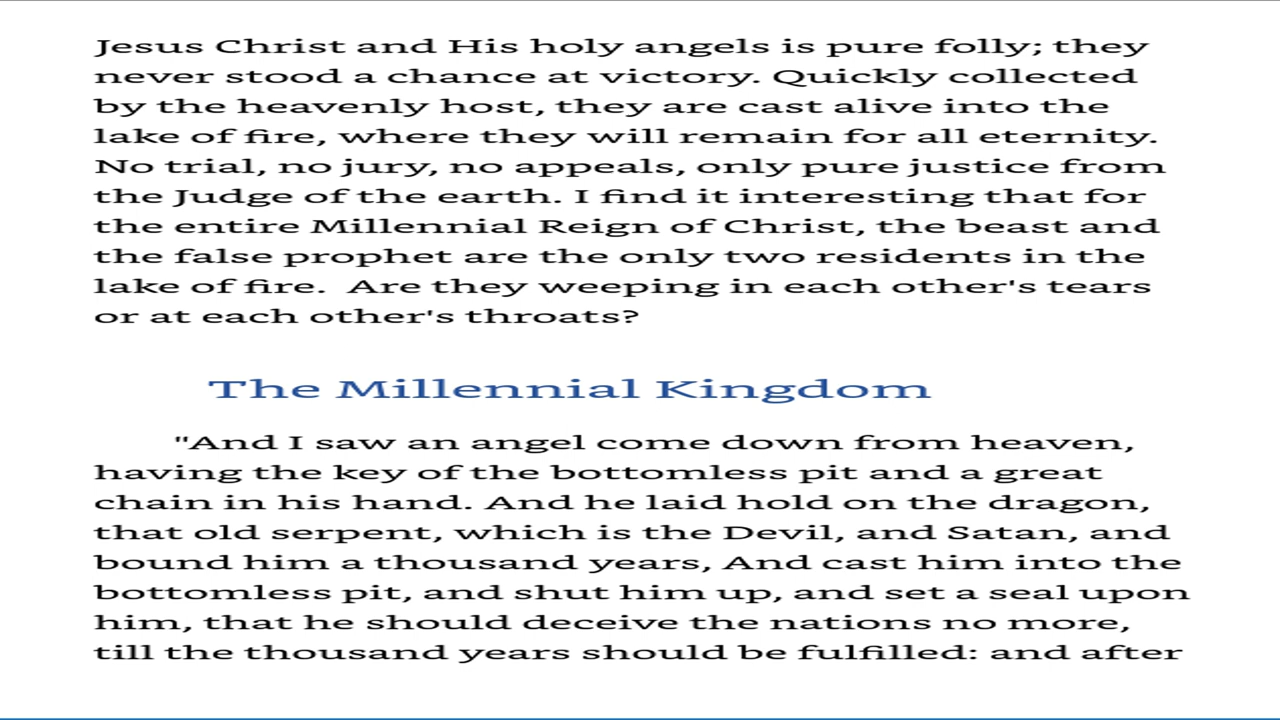 Jesus Christ and His holy angels is pure folly; they
never stood a chance at victory. Quickly collected
by the heavenly host, they are cast alive into the
lake of fire, where they will remain for all eternity.
No trial, no jury, no appeals, only pure justice from
the Judge of the earth. I find it interesting that for
the entire Millennial Reign of Christ, the beast and
the false prophet are the only two residents in the
lake of fire.  Are they weeping in each other's tears
or at each other's throats?
The Millennial Kingdom
"And I saw an angel come down from heaven,
having the key of the bottomless pit and a great
chain in his hand. And he laid hold on the dragon,
that old serpent, which is the Devil, and Satan, and
bound him a thousand years, And cast him into the
bottomless pit, and shut him up, and set a seal upon
him, that he should deceive the nations no more,
till the thousand years should be fulfilled: and after